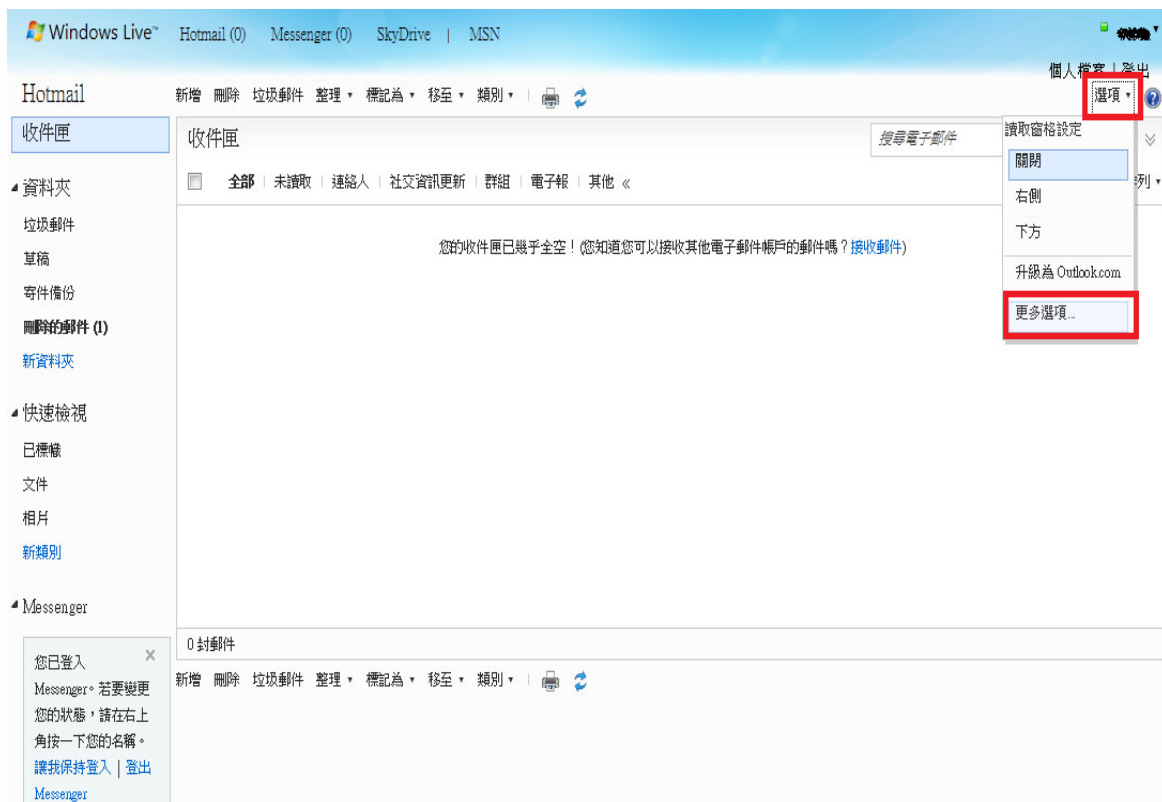 Windows Live™ Hotmail (0) Messenger (0) SkyDrive | MSN
個人檔案 | 登出
Hotmail 新增 刪除 垃圾郵件 整理 標記為 移至 類別 選項
收件匣 收件匣 搜尋電子郵件 讀取窗格設定
關閉
全部 未讀取 連絡人 社交資訊更新 群組 電子報 其他 «
資料夾 右側
垃圾郵件 下方
您的收件匣已幾乎全空！(您知道您可以接收其他電子郵件帳戶的郵件嗎？接收郵件)
草稿 升級為 Outlook.com
寄件備份
更多選項...
刪除的郵件 (1)
新資料夾
快速檢視
已標幟
文件
相片
新類別
Messenger
0 封郵件
新增 刪除 垃圾郵件 整理 標記為 移至 類別
您已登入
Messenger。若要變更
您的狀態，請在右上
角按一下您的名稱。
讓我保持登入 | 登出
Messenger